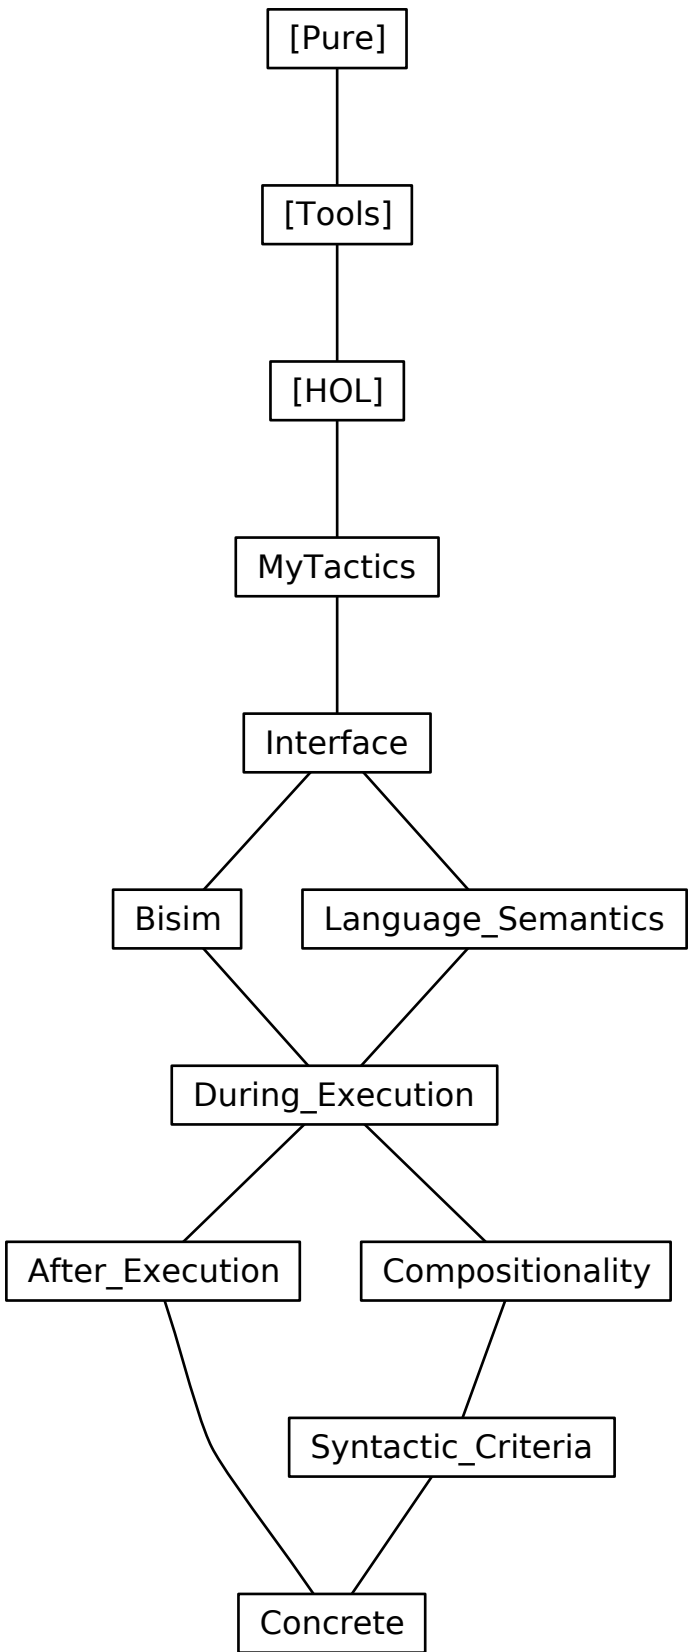 [Pure]
[Tools]
[HOL]
MyTactics
Interface
Bisim
Language_Semantics
During_Execution
After_Execution
Compositionality
Syntactic_Criteria
Concrete